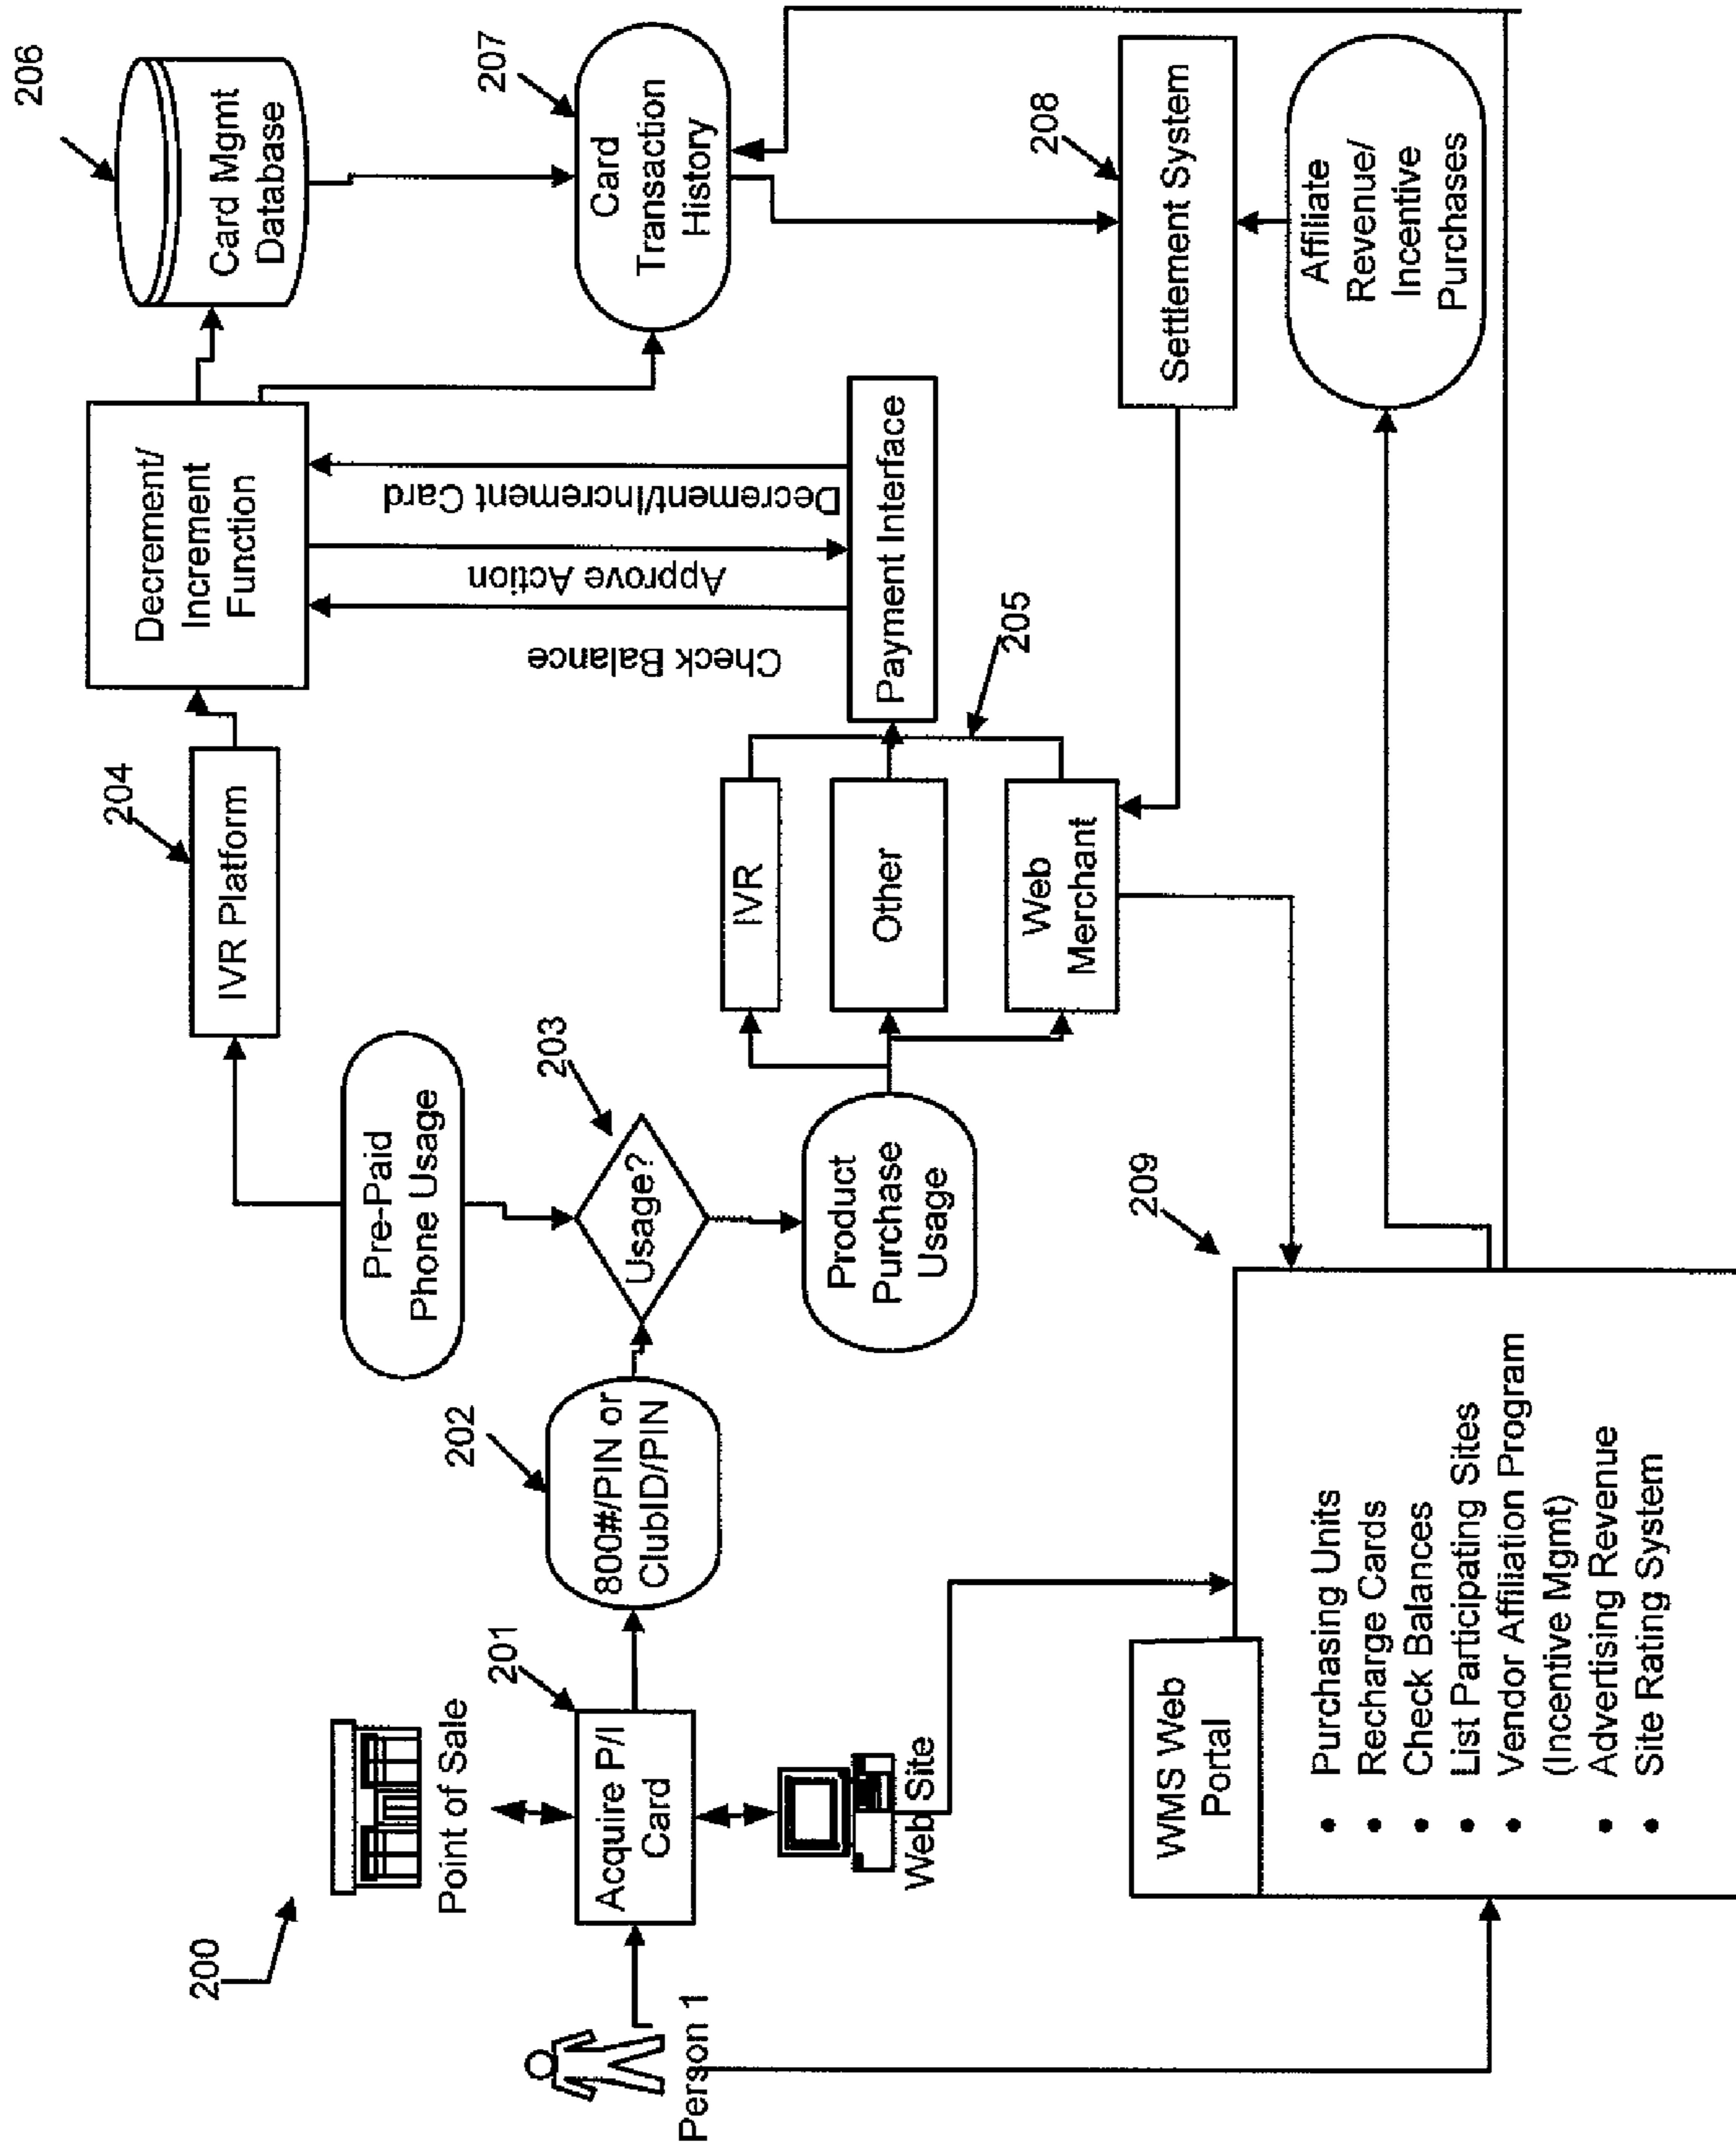 200
Point of Sale
201
Acquire P/I
Card
Person 1
Web Site
202
800#/PIN or
ClubID/PIN
Pre-Paid
Phone Usage
203
Usage?
Product
Purchase
Usage
204
IVR Platform
IVR
Other
Web
Merchant
205
Payment Interface
Check Balance
Approve Action
Decrement/Increment Card
Decrement/
Increment
Function
206
Card Mgmt
Database
207
Card
Transaction
History
208
Settlement System
Affiliate
Revenue/
Incentive
Purchases
209
WMS Web
Portal
• Purchasing Units
• Recharge Cards
• Check Balances
• List Participating Sites
• Vendor Affiliation Program
(Incentive Mgmt)
• Advertising Revenue
• Site Rating System